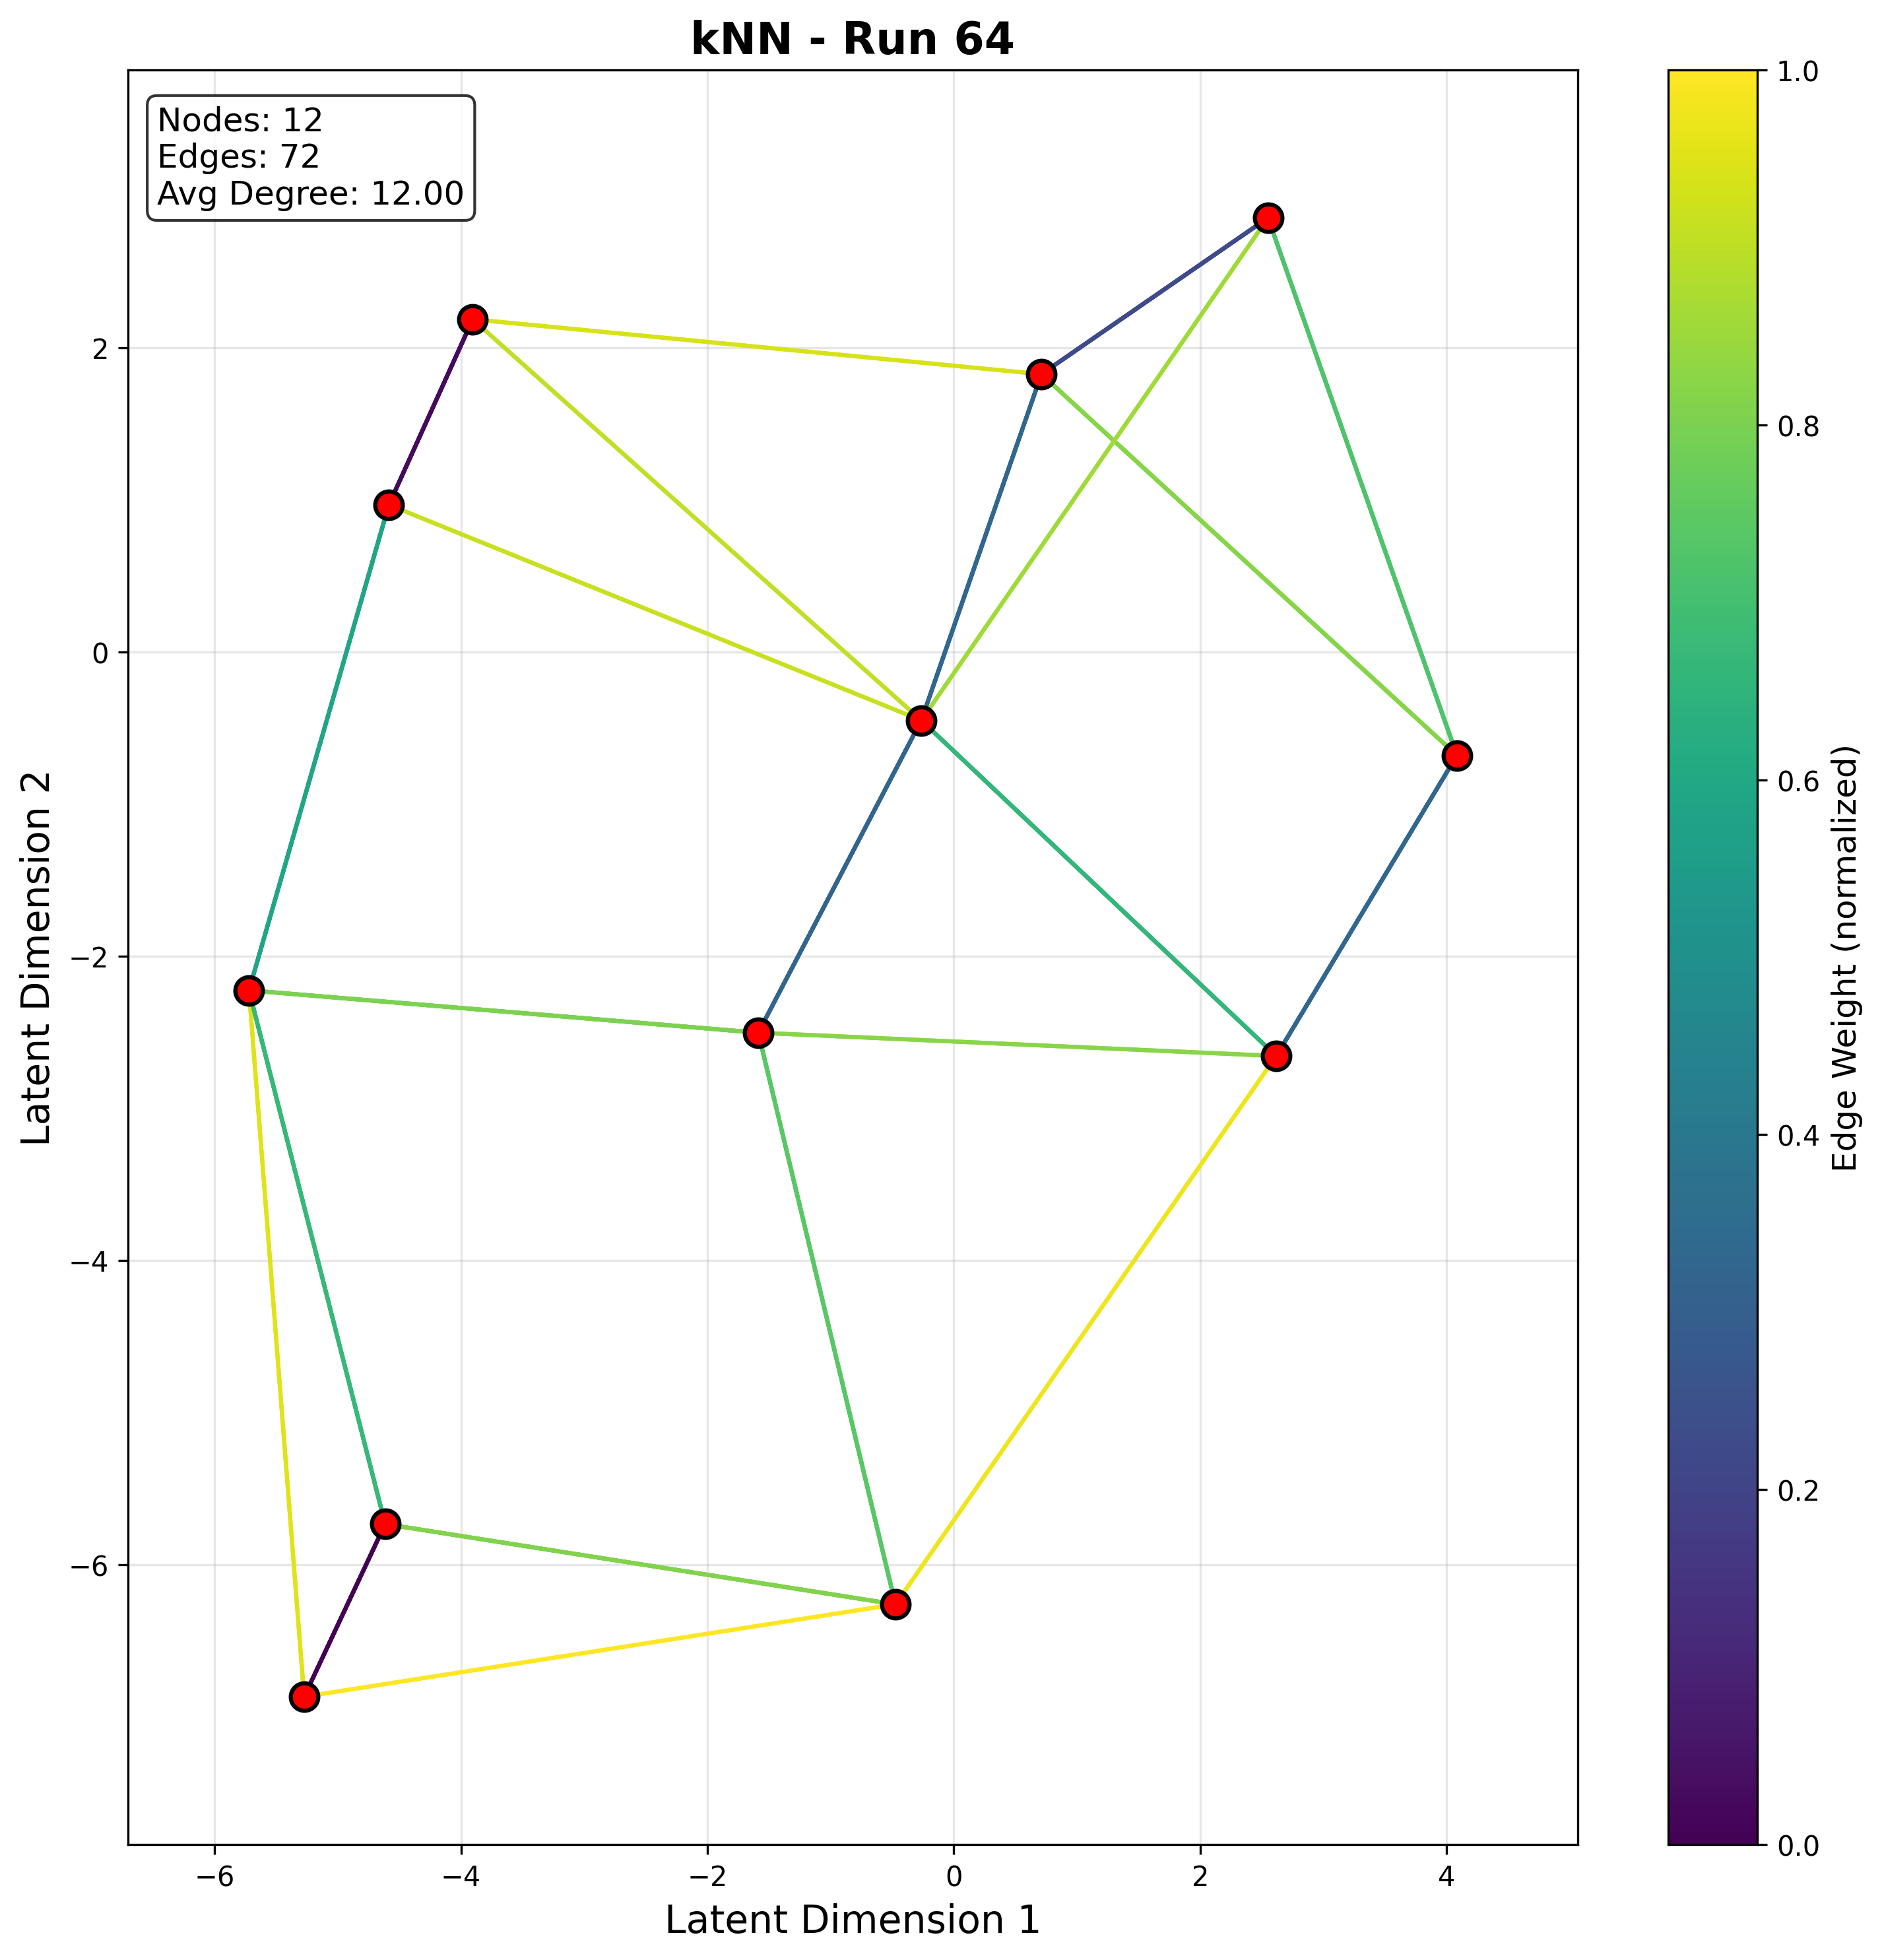 kNN - Run 64
Nodes: 12
Edges: 72
Avg Degree: 12.00
2
0
−2
−4
−6
Latent Dimension 2
−6
−4
−2
0
2
4
Latent Dimension 1
1.0
0.8
0.6
0.4
0.2
0.0
Edge Weight (normalized)